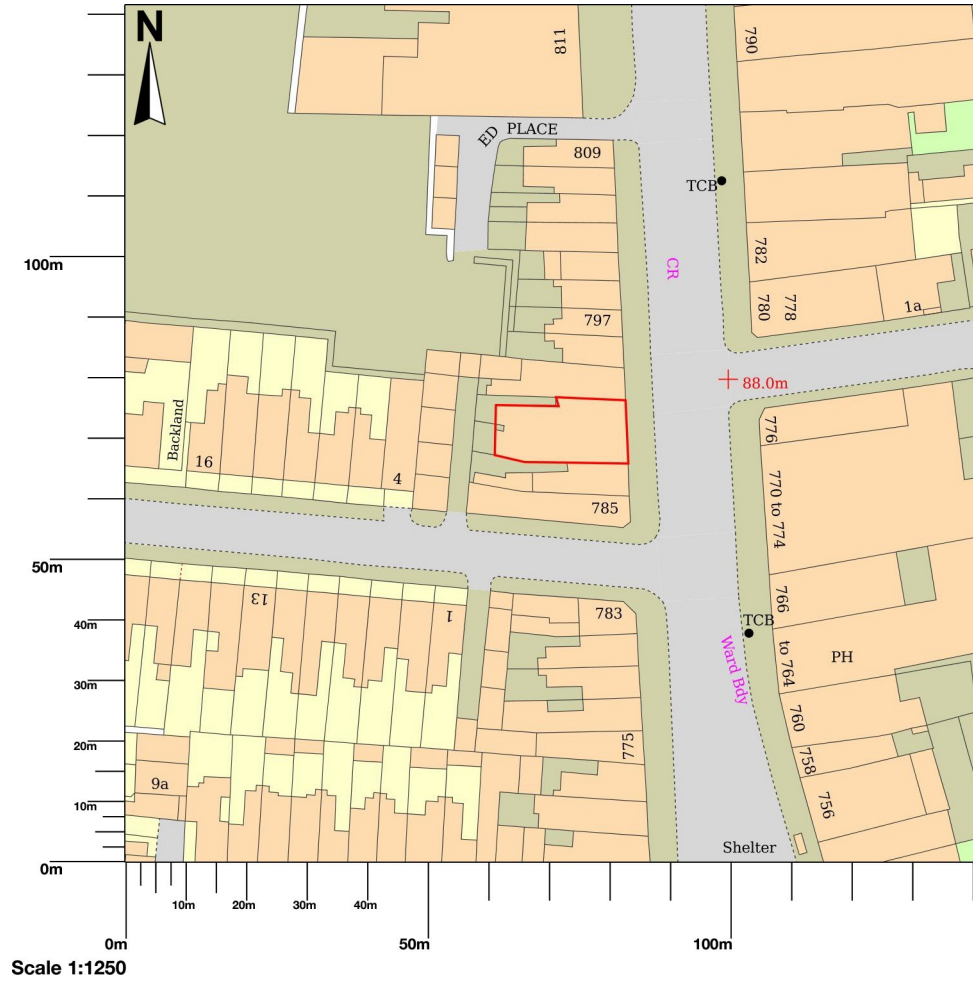 N
811
790
ED PLACE
809
TCB
782
100m
CR
780
778
1a
797
88.0m
Backland
16
4
776
785
770 to 774
50m
13
1
783
766
TCB
40m
to 764
PH
Ward Bdy
30m
760
775
20m
758
9a
756
10m
Shelter
0m
10m
20m
30m
40m
0m
50m
100m
Scale 1:1250